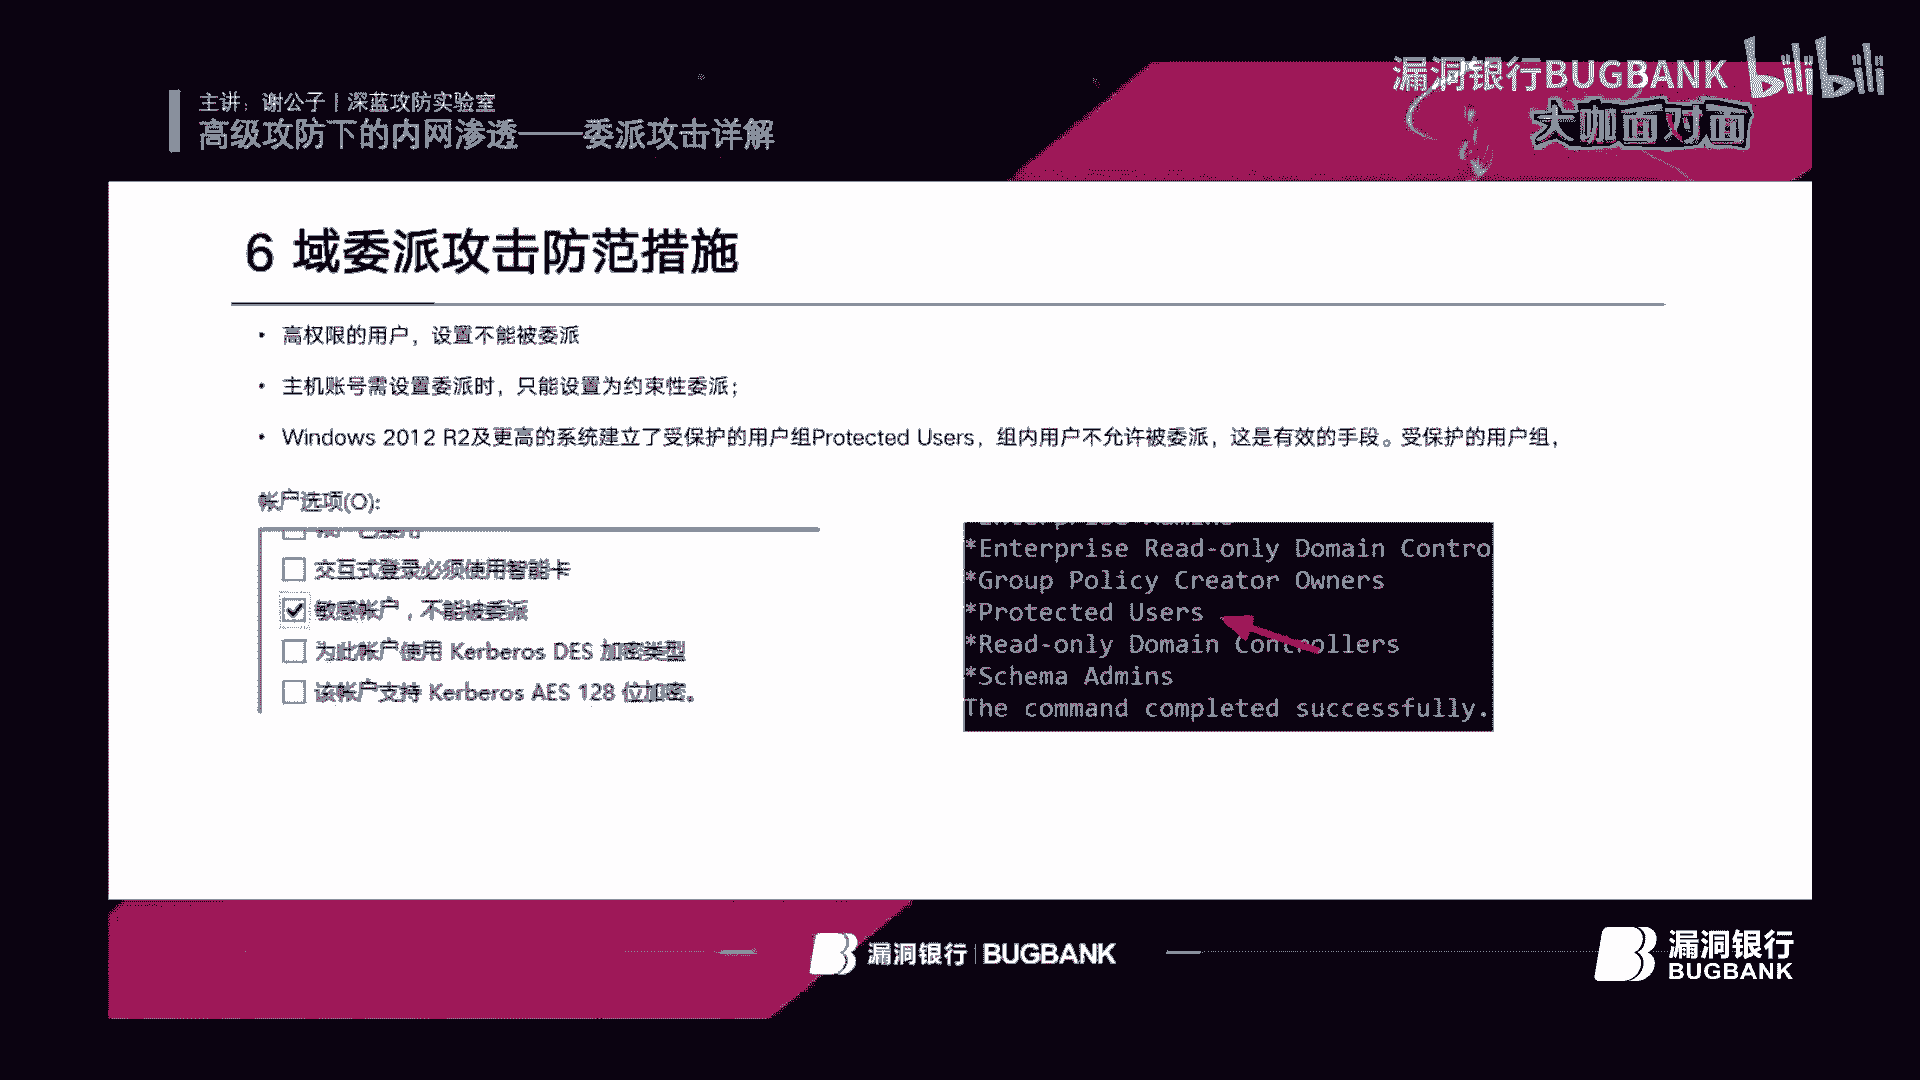 漏洞银行BUGBANK bilibili
大咖面对面
主讲：谢公子丨深蓝攻防实验室
高级攻防下的内网渗透——委派攻击详解
6 域委派攻击防范措施
• 高权限的用户，设置不能被委派
• 主机账号需设置委派时，只能设置为约束性委派；
• Windows 2012 R2及更高的系统建立了受保护的用户组Protected Users，组内用户不允许被委派，这是有效的手段。受保护的用户组，
帐户选项(O):
交互式登录必须使用智能卡
敏感帐户，不能被委派
为此帐户使用 Kerberos DES 加密类型
该帐户支持 Kerberos AES 128 位加密。
*Enterprise Read-only Domain Contro
*Group Policy Creator Owners
*Protected Users
*Read-only Domain Controllers
*Schema Admins
The command completed successfully.
漏洞银行 | BUGBANK
漏洞银行
BUGBANK